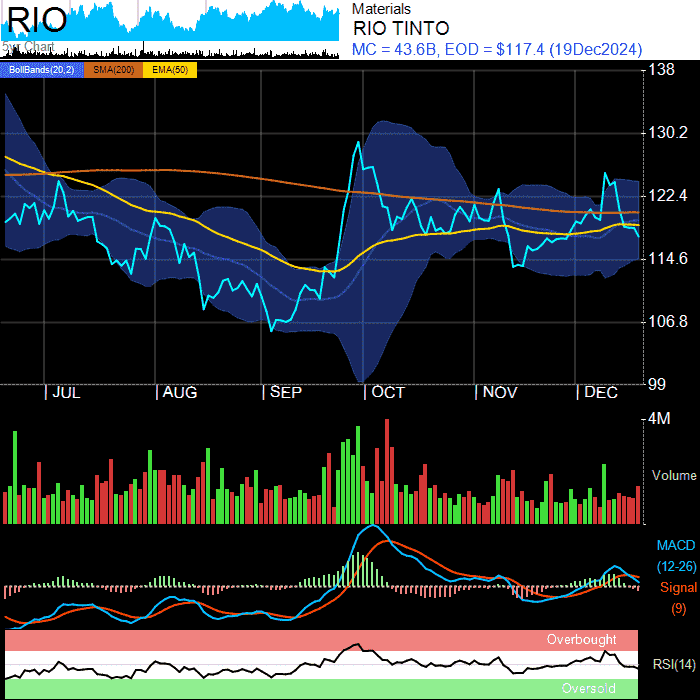 RIO
5yr Chart
Materials
RIO TINTO
MC = 43.6B, EOD = $117.4 (19Dec2024)
BollBands(20,2) SMA(200) EMA(50)
138
130.2
122.4
114.6
106.8
99
JUL AUG SEP OCT NOV DEC
4M
Volume
MACD
(12-26)
Signal
(9)
Overbought
RSI(14)
Oversold